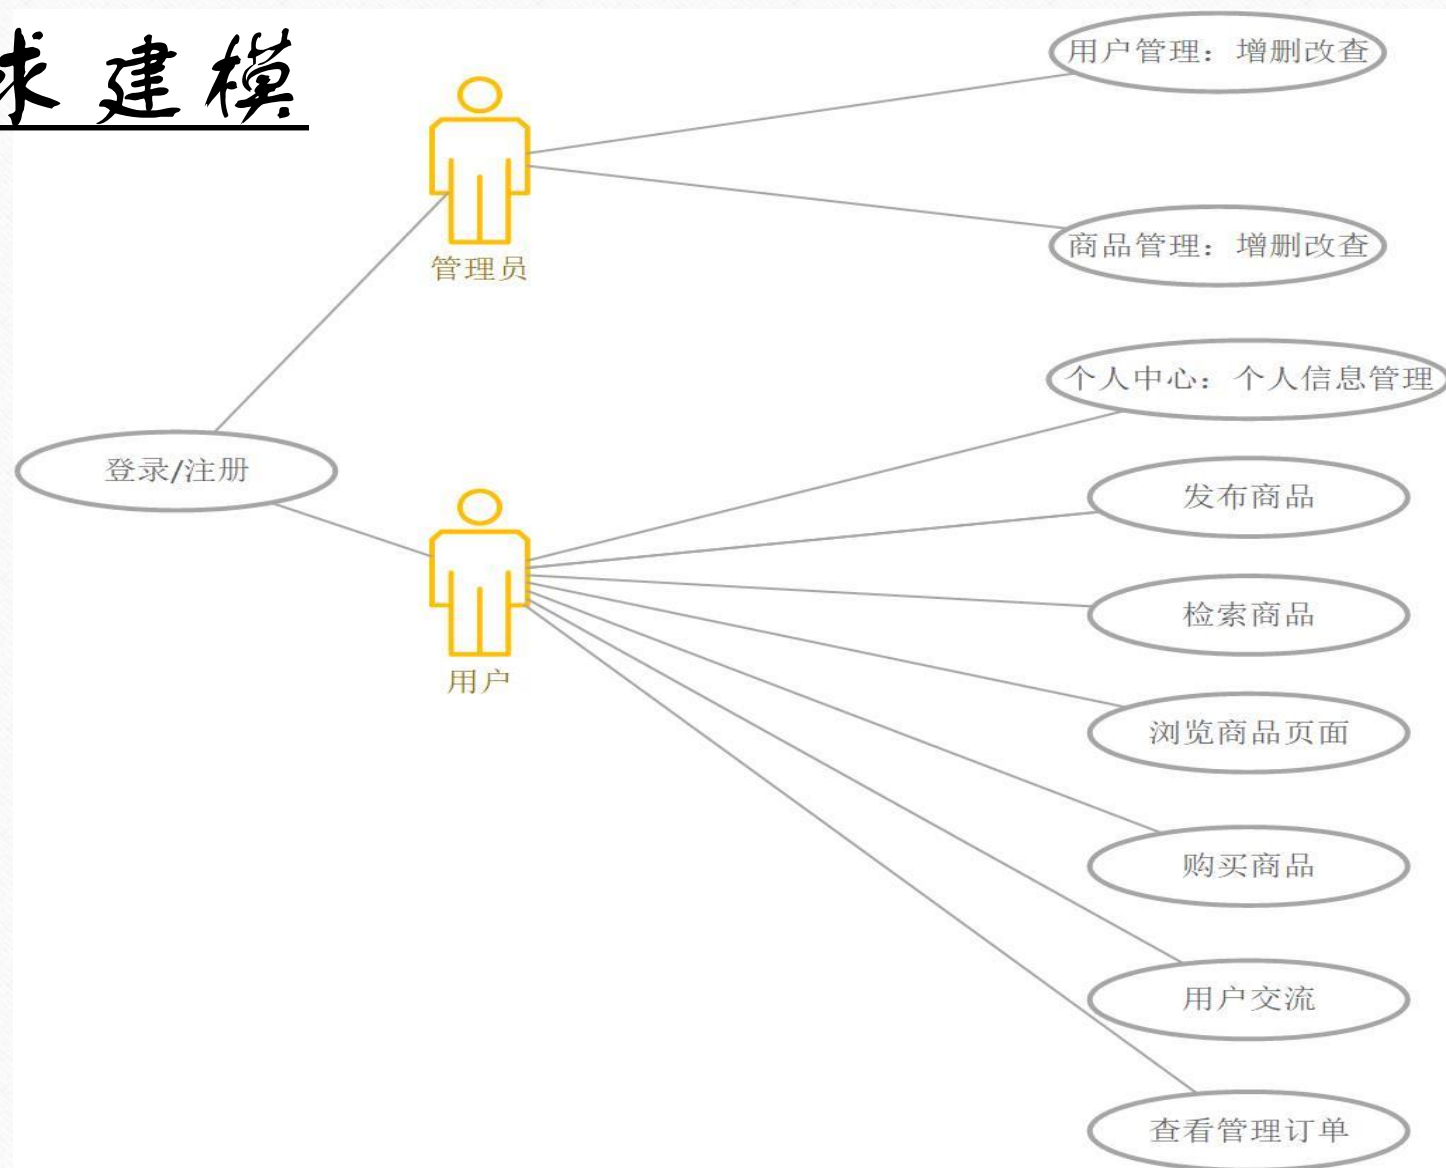 求建模
用户管理：增删改查
商品管理：增删改查
管理员
个人中心：个人信息管理
登录/注册
发布商品
检索商品
用户
浏览商品页面
购买商品
用户交流
查看管理订单